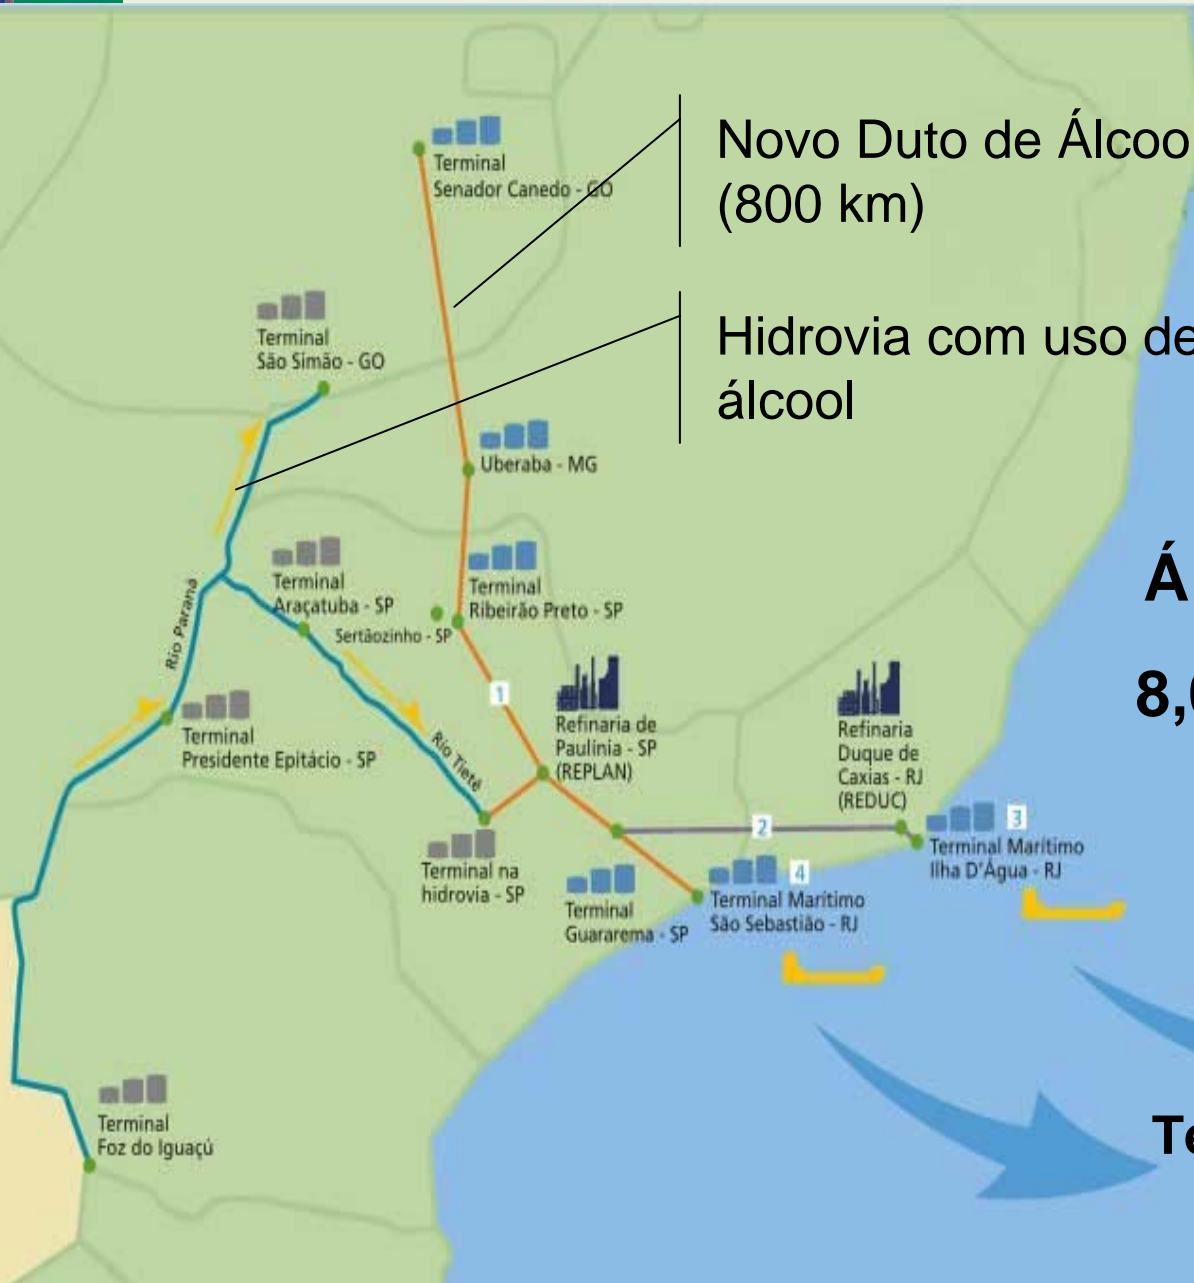 Novo Duto de Álcoo
(800 km)
Hidrovia com uso de
álcool
Terminal
Senador Canedo - GO
Terminal
São Simão - GO
Uberaba - MG
Terminal
Araçatuba - SP
Terminal
Ribeirão Preto - SP
Sertãozinho - SP
Rio Paraná
1
Terminal
Presidente Epitácio - SP
Rio Tietê
Refinaria de
Paulinia - SP
(REPLAN)
Refinaria
Duque de
Caxias - RJ
(REDUC)
2
3
Terminal Marítimo
Ilha D'Água - RJ
4
Terminal Marítimo
São Sebastião - RJ
Terminal na
hidrovia - SP
Terminal
Guararema - SP
Terminal
Foz do Iguaçú
Á
8,
Te